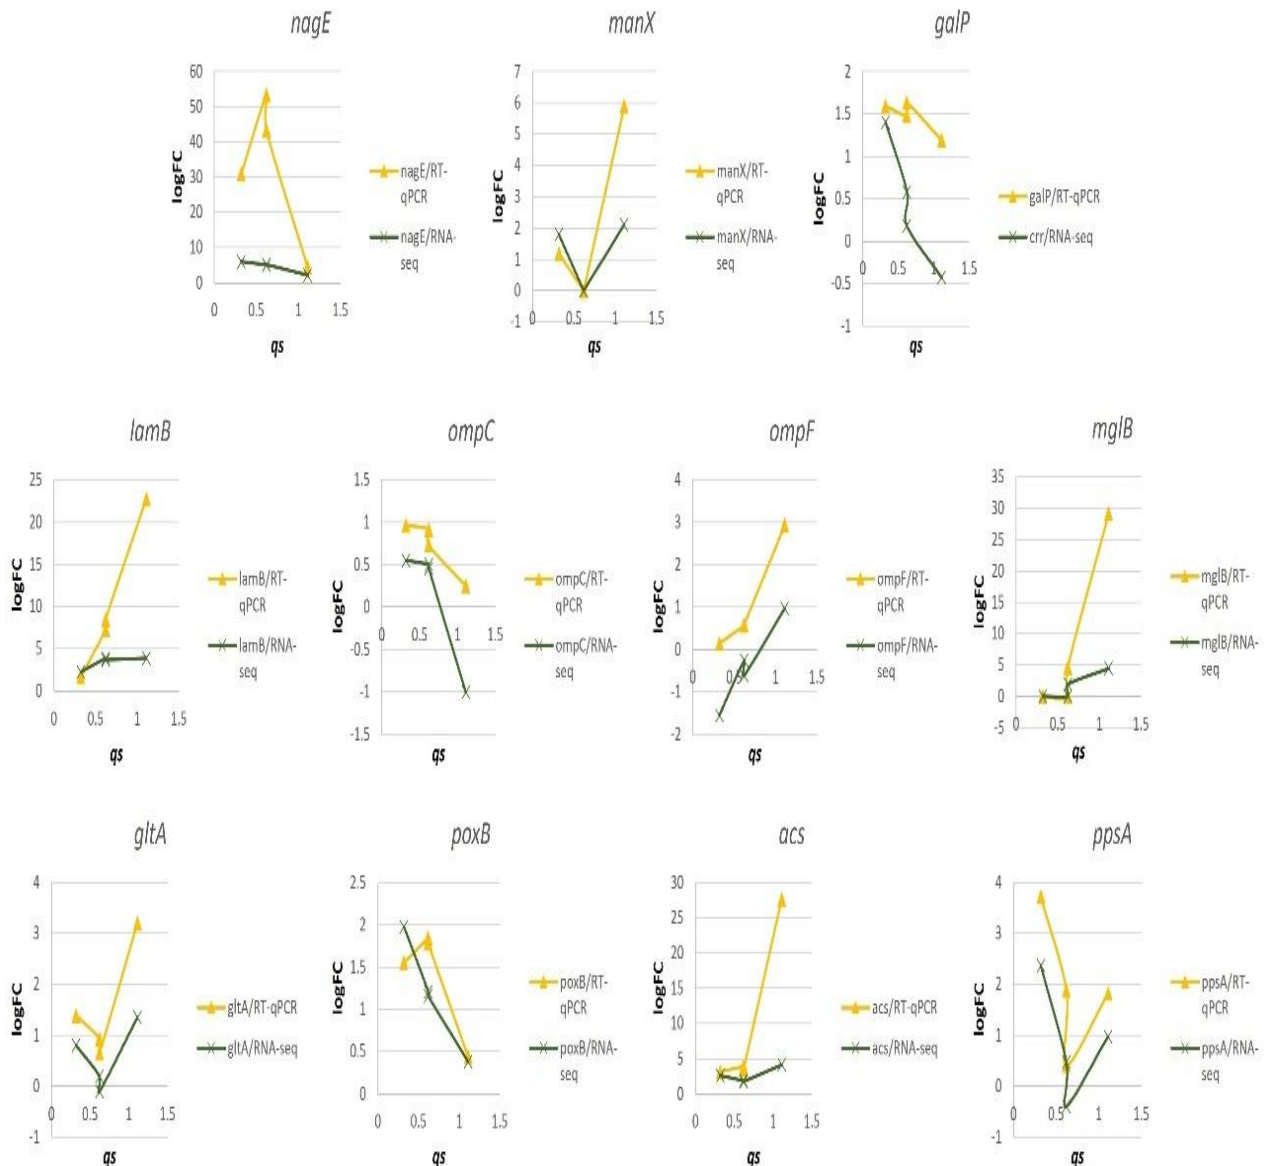 nagE
60
50
40
30
20
10
0
0 0.5 1 1.5
logFC
qs
nagE/RT-
qPCR
nagE/RNA-
seq
manX
7
6
5
4
3
2
1
0
-1
0 0.5 1 1.5
logFC
qs
manX/RT-
qPCR
manX/RNA-
seq
galP
2
1.5
1
0.5
0
-0.5
-1
0 0.5 1 1.5
logFC
qs
galP/RT-qPCR
crr/RNA-seq
lamB
25
20
15
10
5
0
0 0.5 1 1.5
logFC
qs
lamB/RT-
qPCR
lamB/RNA-
seq
ompC
1.5
1
0.5
0
-0.5
-1
-1.5
0 0.5 1 1.5
logFC
qs
ompC/RT-
qPCR
ompC/RNA-
seq
ompF
4
3
2
1
0
-1
-2
0 0.5 1 1.5
logFC
qs
ompF/RT-
qPCR
ompF/RNA-
seq
mglB
35
30
25
20
15
10
5
0
-5
0 0.5 1 1.5
logFC
qs
mglB/RT-
qPCR
mglB/RNA-
seq
gltA
4
3
2
1
0
-1
0 0.5 1 1.5
logFC
qs
gltA/RT-qPCR
gltA/RNA-seq
poxB
2.5
2
1.5
1
0.5
0
0 0.5 1 1.5
logFC
qs
poxB/RT-
qPCR
poxB/RNA-
seq
acs
30
25
20
15
10
5
0
0 0.5 1 1.5
logFC
qs
acs/RT-qPCR
acs/RNA-seq
ppsA
4
3
2
1
0
-1
0 0.5 1 1.5
logFC
qs
ppsA/RT-
qPCR
ppsA/RNA-
seq